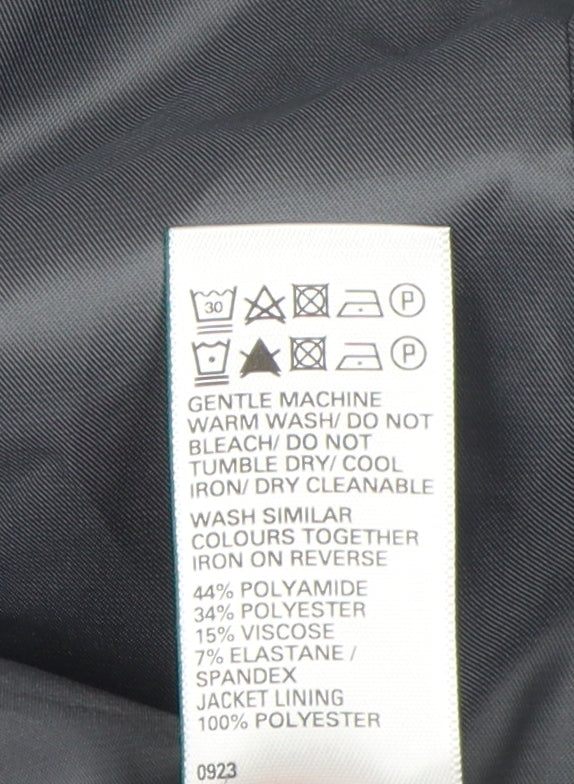 30 P
P
GENTLE MACHINE
WARM WASH/ DO NOT
BLEACH/ DO NOT
TUMBLE DRY/ COOL
IRON/ DRY CLEANABLE
WASH SIMILAR
COLOURS TOGETHER
IRON ON REVERSE
44% POLYAMIDE
34% POLYESTER
15% VISCOSE
7% ELASTANE /
SPANDEX
JACKET LINING
100% POLYESTER
0923